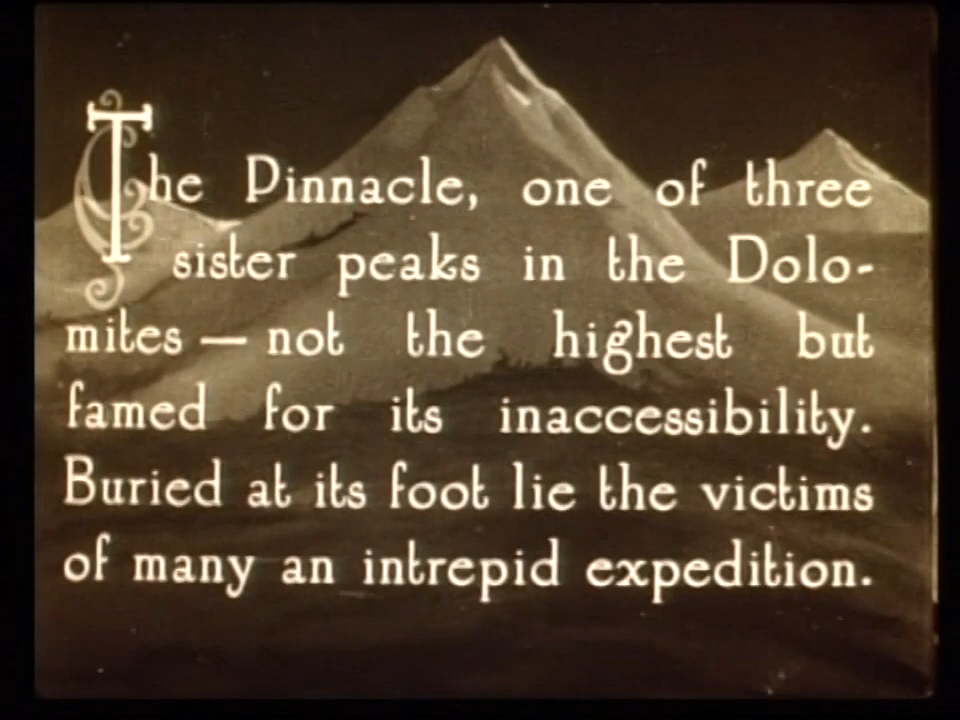 The Pinnacle, one of three
sister peaks in the Dolo-
mites — not the highest but
famed for its inaccessibility.
Buried at its foot lie the victims
of many an intrepid expedition.